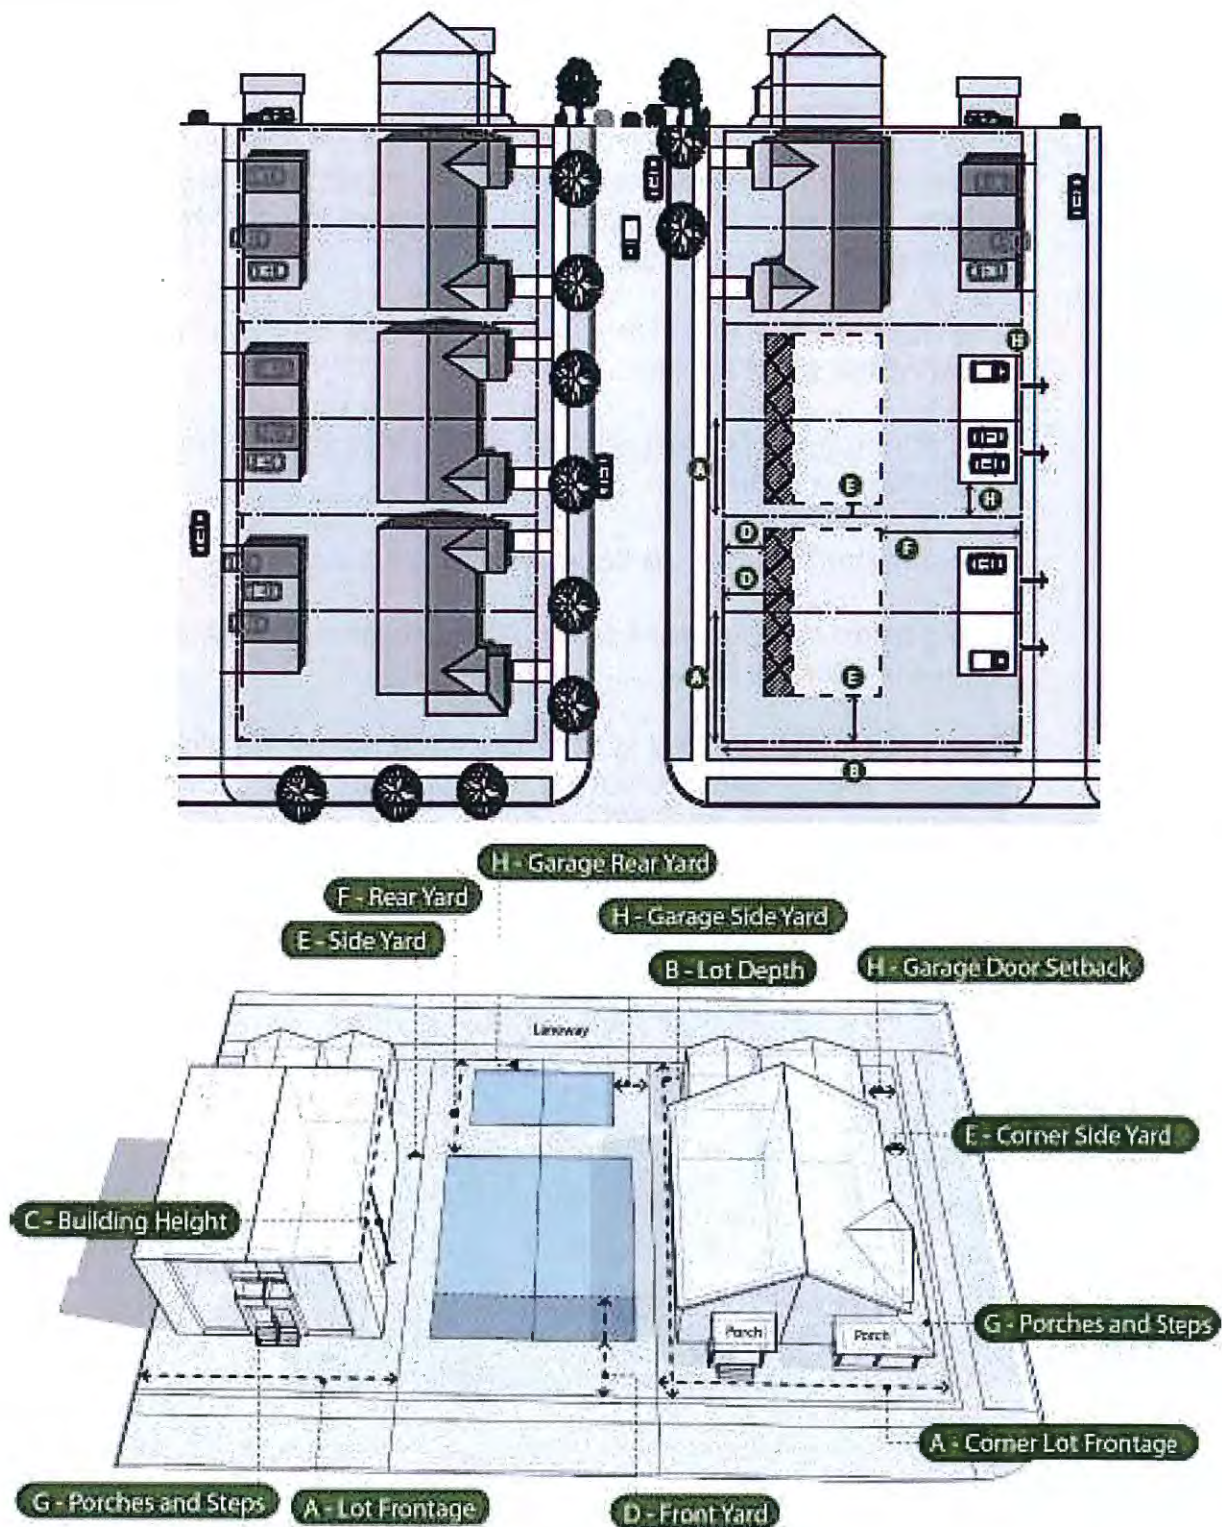 H
A
E
H
D
F
D
A
E
B
H - Garage Rear Yard
F - Rear Yard
H - Garage Side Yard
E - Side Yard
B - Lot Depth
H - Garage Door Setback
Laneway
E - Corner Side Yard
C - Building Height
G - Porches and Steps
Porch
Porch
A - Corner Lot Frontage
G - Porches and Steps
A - Lot Frontage
D - Front Yard